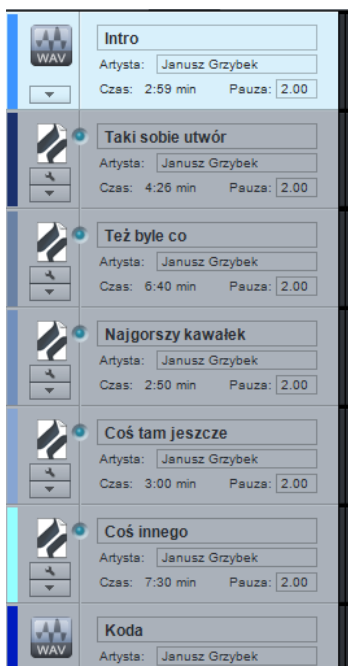 WAV
Intro
Artysta: Janusz Grzybek
Czas: 2:59 min Pauza: 2.00
Taki sobie utwór
Artysta: Janusz Grzybek
Czas: 4:26 min Pauza: 2.00
Też byle co
Artysta: Janusz Grzybek
Czas: 6:40 min Pauza: 2.00
Najgorszy kawałek
Artysta: Janusz Grzybek
Czas: 2:50 min Pauza: 2.00
Coś tam jeszcze
Artysta: Janusz Grzybek
Czas: 3:00 min Pauza: 2.00
Coś innego
Artysta: Janusz Grzybek
Czas: 7:30 min Pauza: 2.00
WAV
Koda
Artysta: Janusz Grzybek